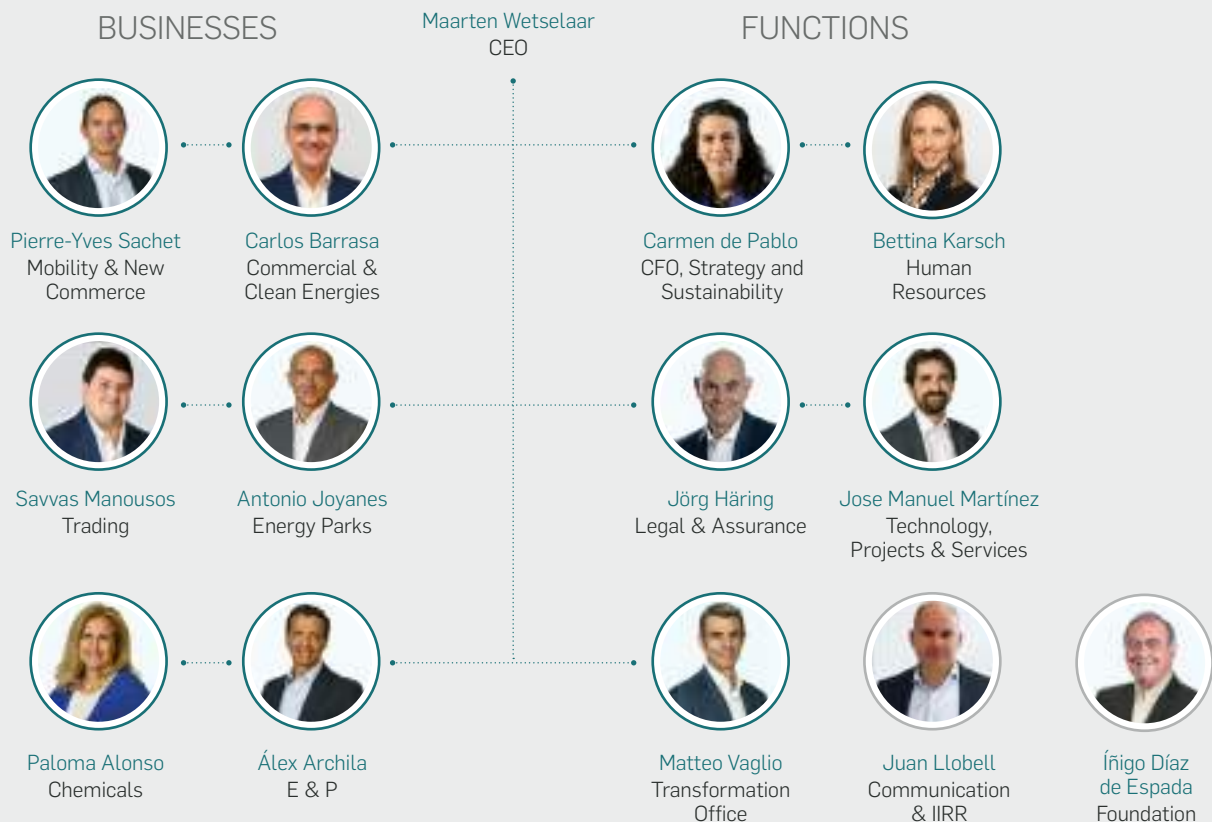 BUSINESSES
Maarten Wetselaar
CEO
FUNCTIONS
Pierre-Yves Sachet
Mobility & New
Commerce
Carlos Barrasa
Commercial &
Clean Energies
Carmen de Pablo
CFO, Strategy and
Sustainability
Bettina Karsch
Human
Resources
Savvas Manousos
Trading
Antonio Joyanes
Energy Parks
Jörg Häring
Legal & Assurance
Jose Manuel Martínez
Technology,
Projects & Services
Paloma Alonso
Chemicals
Álex Archila
E & P
Matteo Vaglio
Transformation
Office
Juan Llobell
Communication
& IIRR
Íñigo Díaz
de Espada
Foundation